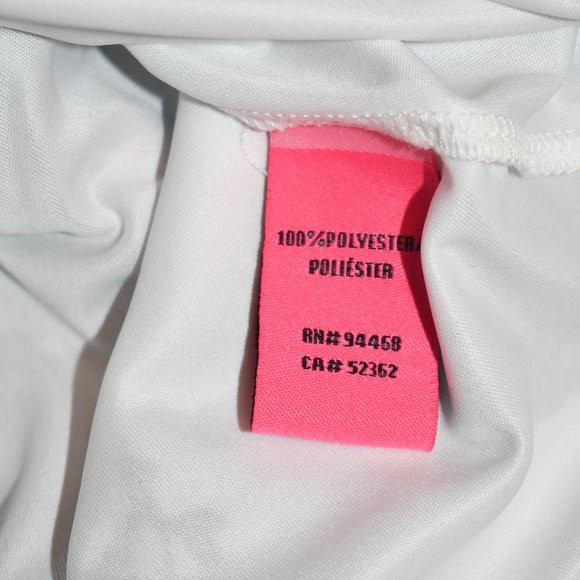 100%POLYESTER/
POLIÉSTER
RN#94468
CA# 52362